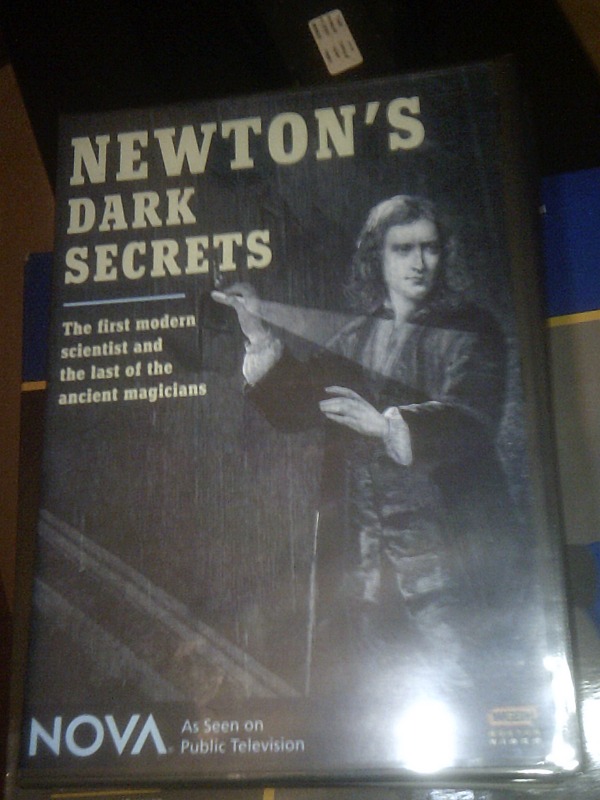 NEWTON'S
DARK
SECRETS
The first modern
scientist and
the last of the
ancient magicians
NOVA
As Seen on
Public Television